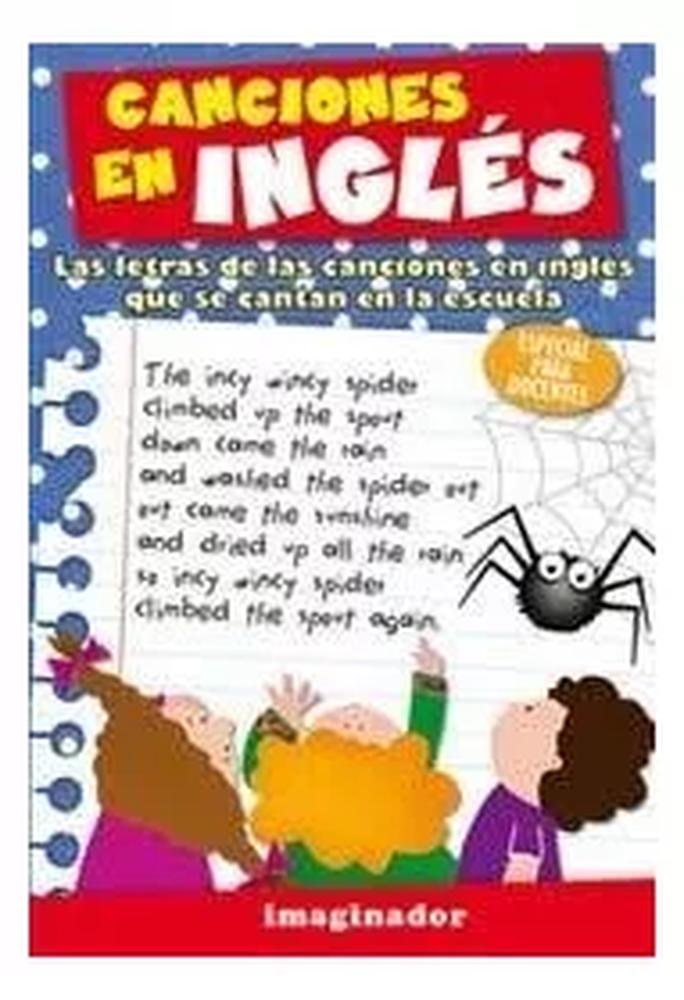 CANCIONES
EN INGLÉS
Las letras de las canciones en inglés
que se cantan en la escuela
ESPECIAL
PARA
DOCENTES
The incy wincy spider
climbed up the spout
down came the rain
and washed the spider out
out came the sunshine
and dried up all the rain
so incy wincy spider
climbed the spout again.
imaginador